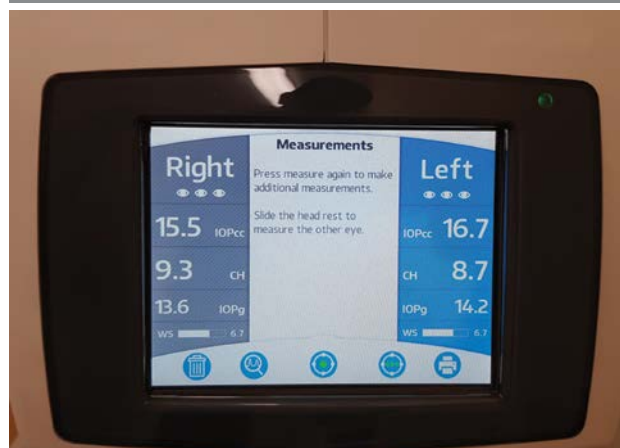 Measurements
Right
Press measure again to make
additional measurements.
Slide the head rest to
measure the other eye.
15.5 IOPcc
9.3 CH
13.6 IOPg
WS 6.7
Left
IOPcc 16.7
CH 8.7
IOPg 14.2
WS 6.7